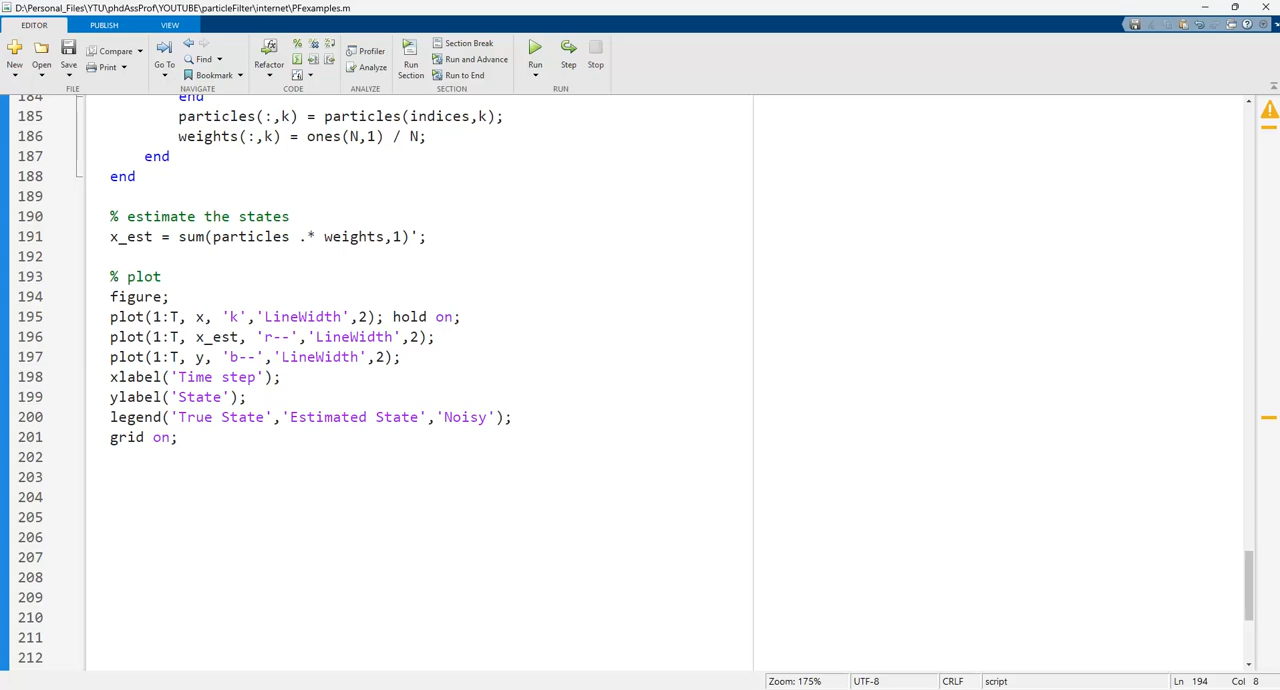 D:\Personal_Files\YTU\phdAssProf\YOUTUBE\particleFilter\internet\PFexamples.m
EDITOR PUBLISH VIEW
New Open Save Compare Print Go To Find Bookmark Refactor Profiler Analyze Run Section Section Break Run and Advance Run to End Run Step Stop
FILE NAVIGATE CODE ANALYZE SECTION RUN
184 end
185 particles(:,k) = particles(indices,k);
186 weights(:,k) = ones(N,1) / N;
187 end
188 end
189
190 % estimate the states
191 x_est = sum(particles .* weights,1)';
192
193 % plot
194 figure;
195 plot(1:T, x, 'k','LineWidth',2); hold on;
196 plot(1:T, x_est, 'r--','LineWidth',2);
197 plot(1:T, y, 'b--','LineWidth',2);
198 xlabel('Time step');
199 ylabel('State');
200 legend('True State','Estimated State','Noisy');
201 grid on;
202
203
204
205
206
207
208
209
210
211
212
Zoom: 175% UTF-8 CRLF script Ln 194 Col 8